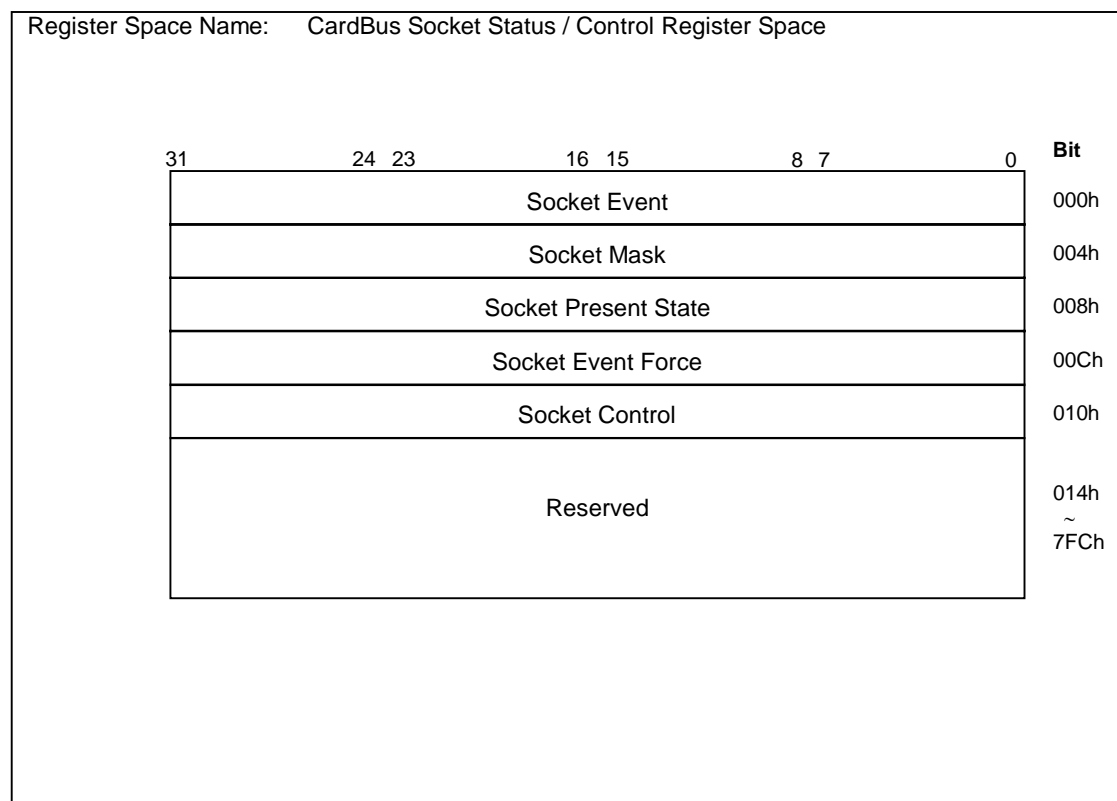 Register Space Name: CardBus Socket Status / Control Register Space
31 24 23 16 15 8 7 0 Bit
Socket Event 000h
Socket Mask 004h
Socket Present State 008h
Socket Event Force 00Ch
Socket Control 010h
Reserved 014h
~
7FCh